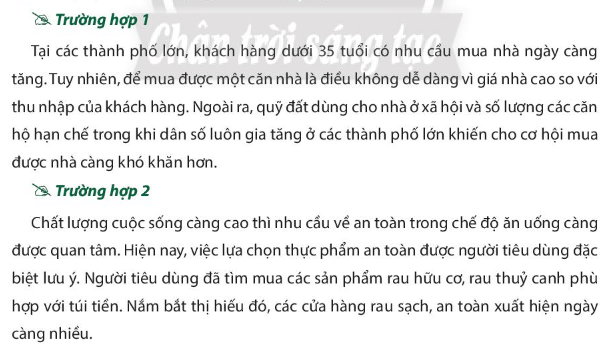 Chân trời sáng tạo
Trường hợp 1
Tại các thành phố lớn, khách hàng dưới 35 tuổi có nhu cầu mua nhà ngày càng
tăng. Tuy nhiên, để mua được một căn nhà là điều không dễ dàng vì giá nhà cao so với
thu nhập của khách hàng. Ngoài ra, quỹ đất dùng cho nhà ở xã hội và số lượng các căn
hộ hạn chế trong khi dân số luôn gia tăng ở các thành phố lớn khiến cho cơ hội mua
được nhà càng khó khăn hơn.
Trường hợp 2
Chất lượng cuộc sống càng cao thì nhu cầu về an toàn trong chế độ ăn uống càng
được quan tâm. Hiện nay, việc lựa chọn thực phẩm an toàn được người tiêu dùng đặc
biệt lưu ý. Người tiêu dùng đã tìm mua các sản phẩm rau hữu cơ, rau thuỷ canh phù
hợp với túi tiền. Nắm bắt thị hiếu đó, các cửa hàng rau sạch, an toàn xuất hiện ngày
càng nhiều.